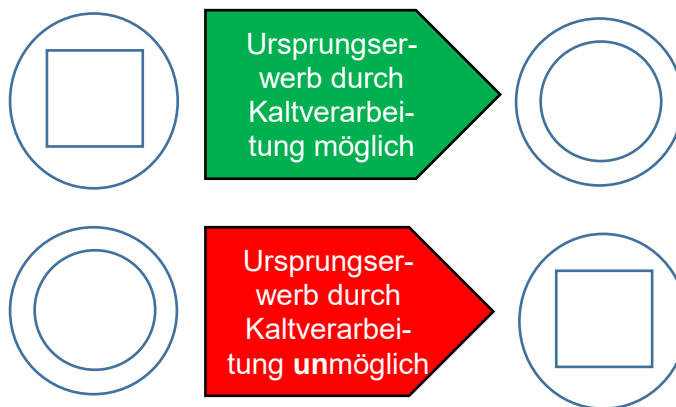 Ursprungser-
werb durch
Kaltverarbei-
tung möglich
Ursprungser-
werb durch
Kaltverarbei-
tung unmöglich